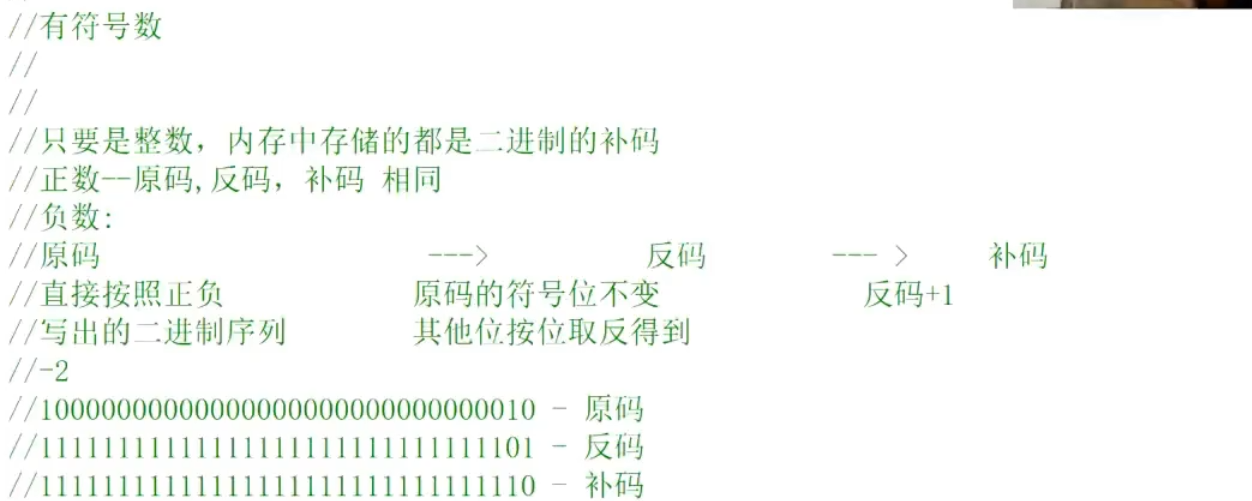 //有符号数
//
//
//只要是整数，内存中存储的都是二进制的补码
//正数--原码,反码，补码 相同
//负数:
//原码 ---> 反码 --- > 补码
//直接按照正负 原码的符号位不变 反码+1
//写出的二进制序列 其他位按位取反得到
//-2
//10000000000000000000000000000010 - 原码
//11111111111111111111111111111101 - 反码
//11111111111111111111111111111110 - 补码